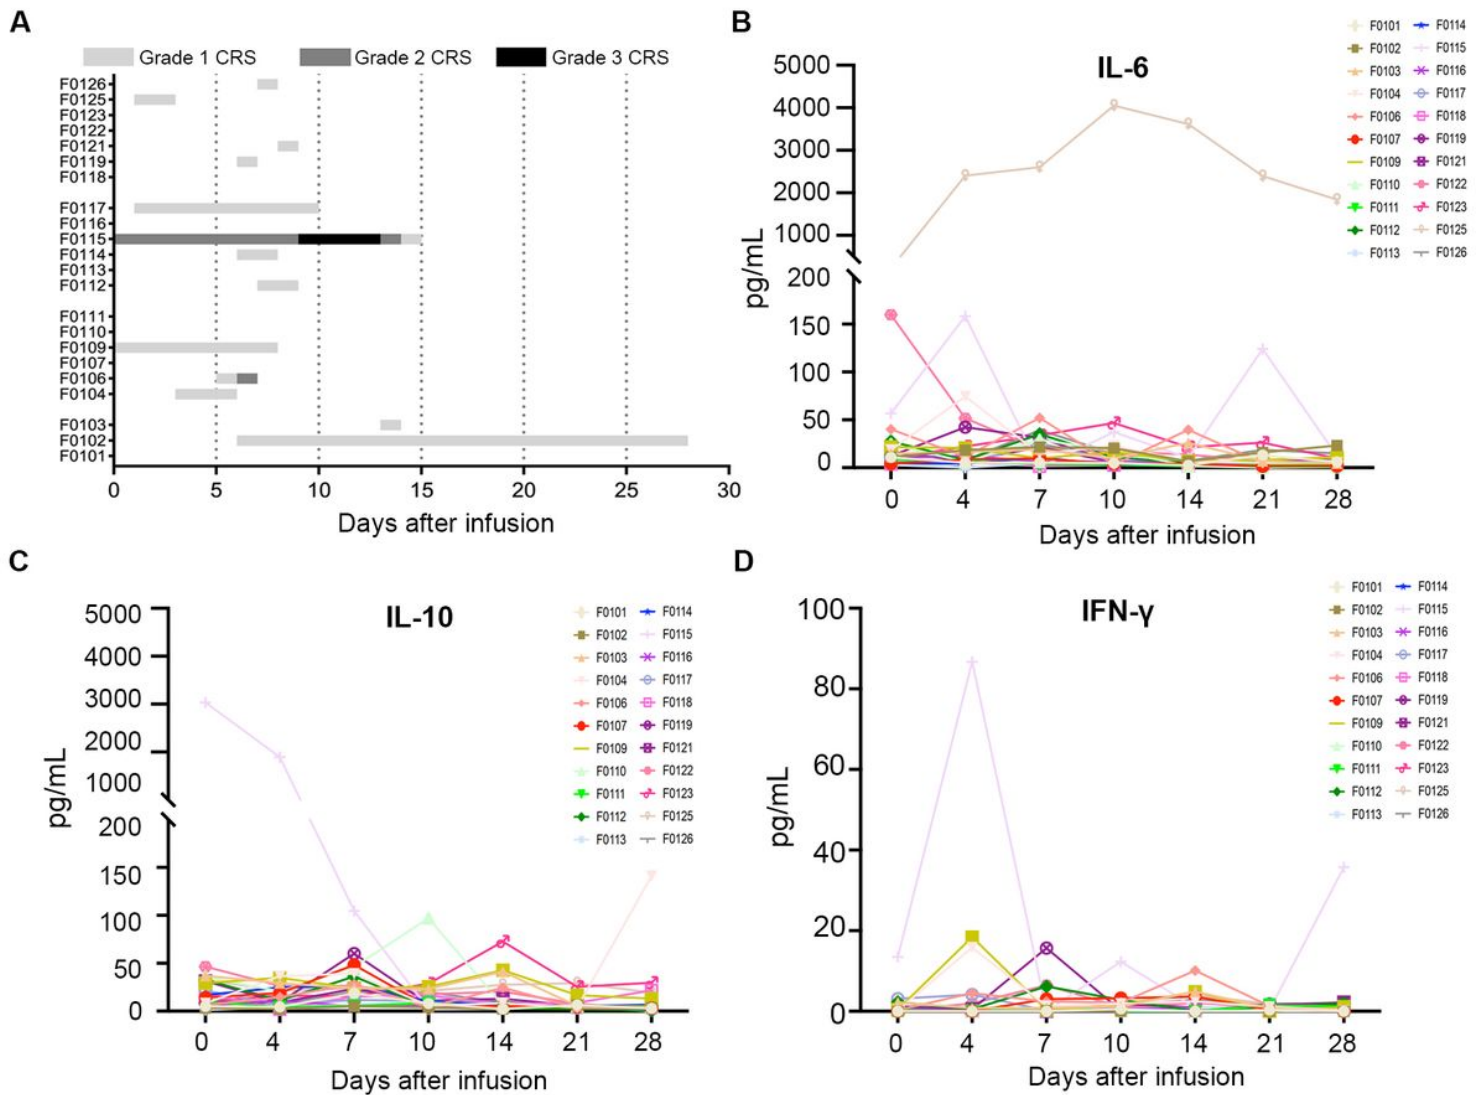 A
Grade 1 CRS Grade 2 CRS Grade 3 CRS
F0126
F0125
F0123
F0122
F0121
F0119
F0118
F0117
F0116
F0115
F0114
F0113
F0112
F0111
F0110
F0109
F0107
F0106
F0104
F0103
F0102
F0101
0 5 10 15 20 25 30
Days after infusion
B
IL-6
5000
4000
3000
2000
1000
200
150
100
50
0
pg/mL
0 4 7 10 14 21 28
Days after infusion
F0101 F0114
F0102 F0115
F0103 F0116
F0104 F0117
F0106 F0118
F0107 F0119
F0109 F0121
F0110 F0122
F0111 F0123
F0112 F0125
F0113 F0126
C
IL-10
5000
4000
3000
2000
1000
200
150
100
50
0
pg/mL
0 4 7 10 14 21 28
Days after infusion
F0101 F0114
F0102 F0115
F0103 F0116
F0104 F0117
F0106 F0118
F0107 F0119
F0109 F0121
F0110 F0122
F0111 F0123
F0112 F0125
F0113 F0126
D
IFN-γ
100
80
60
40
20
0
pg/mL
0 4 7 10 14 21 28
Days after infusion
F0101 F0114
F0102 F0115
F0103 F0116
F0104 F0117
F0106 F0118
F0107 F0119
F0109 F0121
F0110 F0122
F0111 F0123
F0112 F0125
F0113 F0126